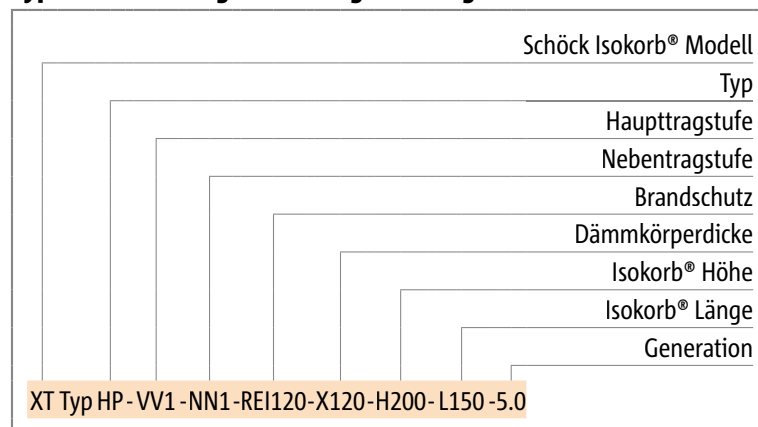 Schöck Isokorb® Modell
Typ
Haupttragstufe
Nebentragstufe
Brandschutz
Dämmkörperdicke
Isokorb® Höhe
Isokorb® Länge
Generation
XT Typ HP-VV1-NN1-REI120-X120-H200-L150-5.0